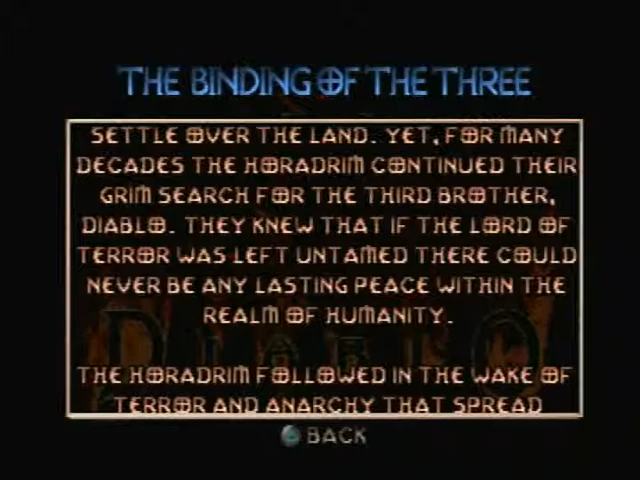 THE BINDING OF THE THREE
SETTLE OVER THE LAND. YET, FOR MANY
DECADES THE HORADRIM CONTINUED THEIR
GRIM SEARCH FOR THE THIRD BROTHER,
DIABLO. THEY KNEW THAT IF THE LORD OF
TERROR WAS LEFT UNTAMED THERE COULD
NEVER BE ANY LASTING PEACE WITHIN THE
REALM OF HUMANITY.
DIABLO
THE HORADRIM FOLLOWED IN THE WAKE OF
TERROR AND ANARCHY THAT SPREAD
BACK